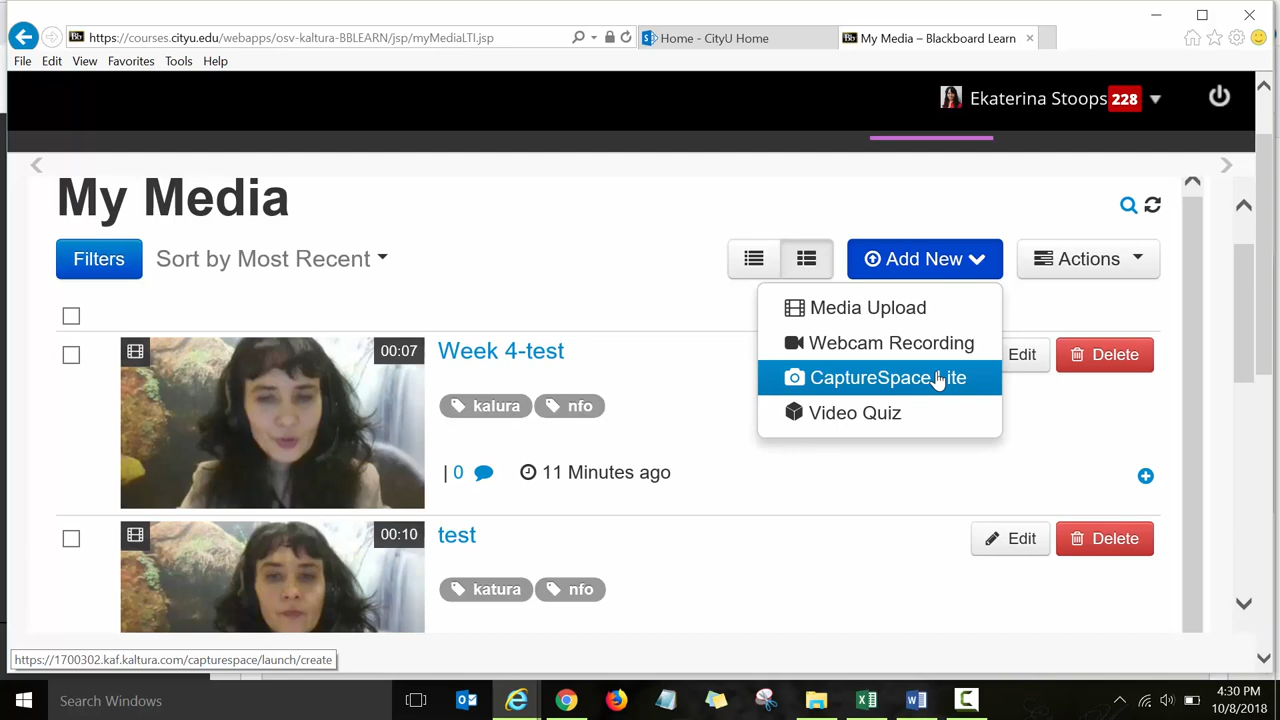 https://courses.cityu.edu/webapps/osv-kaltura-BBLEARN/jsp/myMediaLTI.jsp
Home - CityU Home
My Media – Blackboard Learn
File Edit View Favorites Tools Help
Ekaterina Stoops 228
My Media
Filters
Sort by Most Recent
Add New
Actions
Media Upload
Webcam Recording
CaptureSpace Lite
Video Quiz
00:07
Week 4-test
Edit
Delete
kalura
nfo
| 0
11 Minutes ago
00:10
test
Edit
Delete
katura
nfo
https://1700302.kaf.kaltura.com/capturespace/launch/create
Search Windows
4:30 PM
10/8/2018